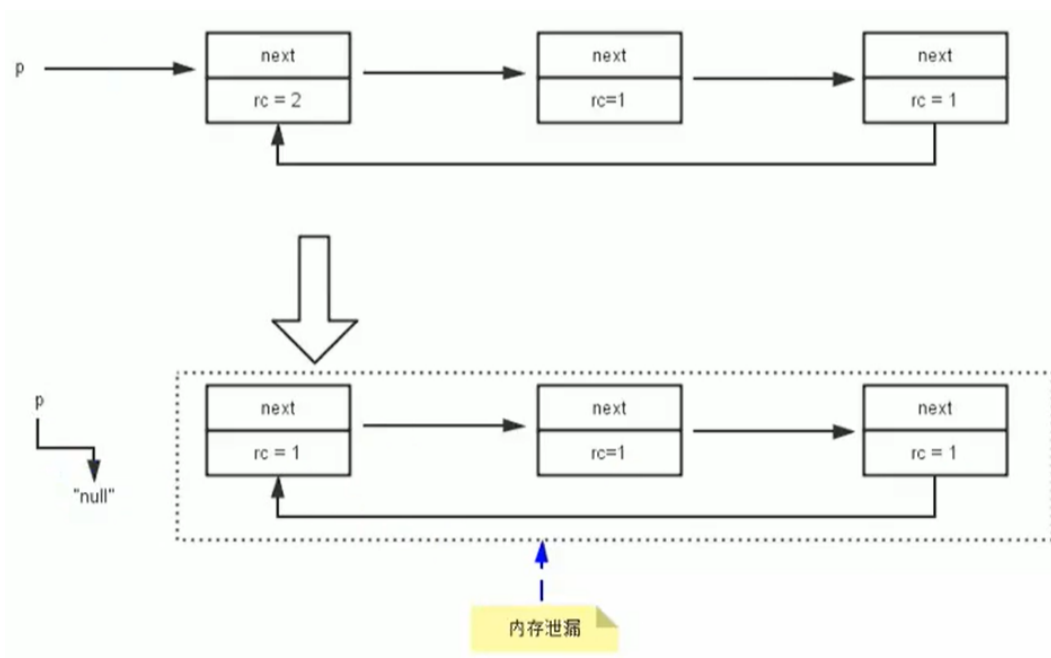 p
next
next
next
rc = 2
rc=1
rc = 1
p
"null"
next
next
next
rc = 1
rc=1
rc = 1
内存泄漏